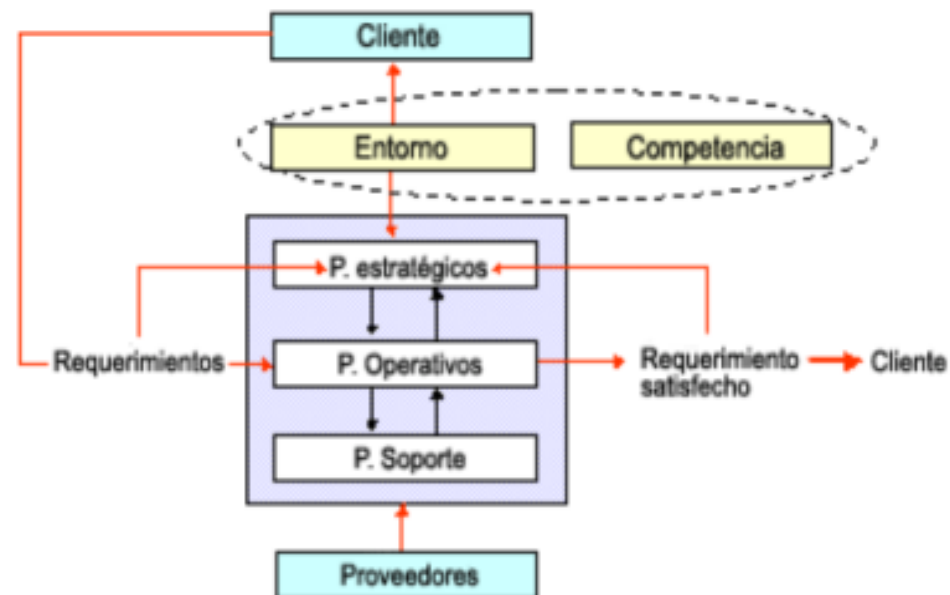 Cliente
Entorno
Competencia
P. estratégicos
Requerimientos
P. Operativos
Requerimiento
satisfecho
Cliente
P. Soporte
Proveedores